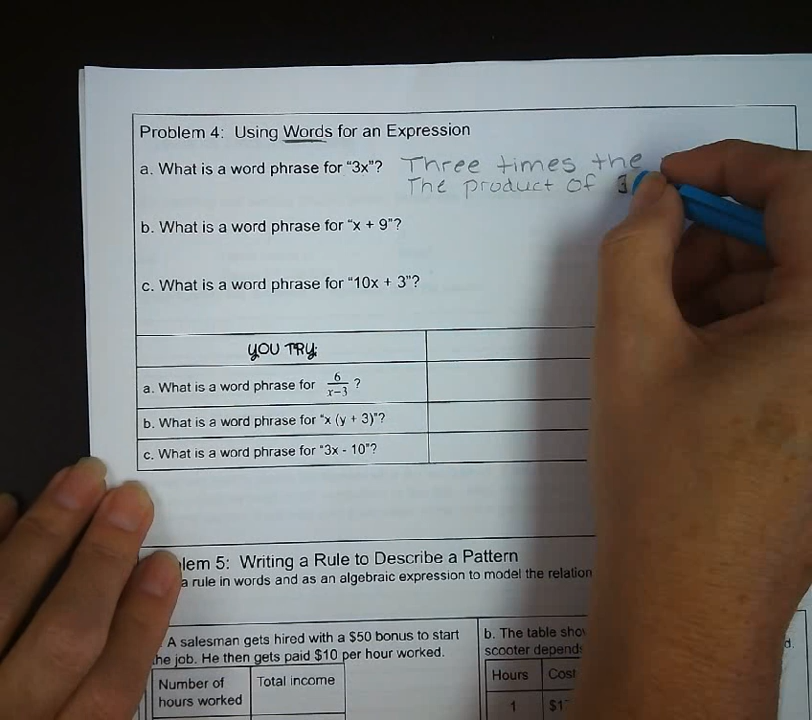 Problem 4: Using Words for an Expression
a. What is a word phrase for "3x"? Three times the
The product of 3
b. What is a word phrase for "x + 9"?
c. What is a word phrase for "10x + 3"?
YOU TRY:
a. What is a word phrase for 6/x-3 ?
b. What is a word phrase for "x (y + 3)"?
c. What is a word phrase for "3x - 10"?
Problem 5: Writing a Rule to Describe a Pattern
a rule in words and as an algebraic expression to model the relation
A salesman gets hired with a $50 bonus to start
the job. He then gets paid $10 per hour worked.
Number of hours worked
Total income
b. The table
scooter
Hours
Cost
1